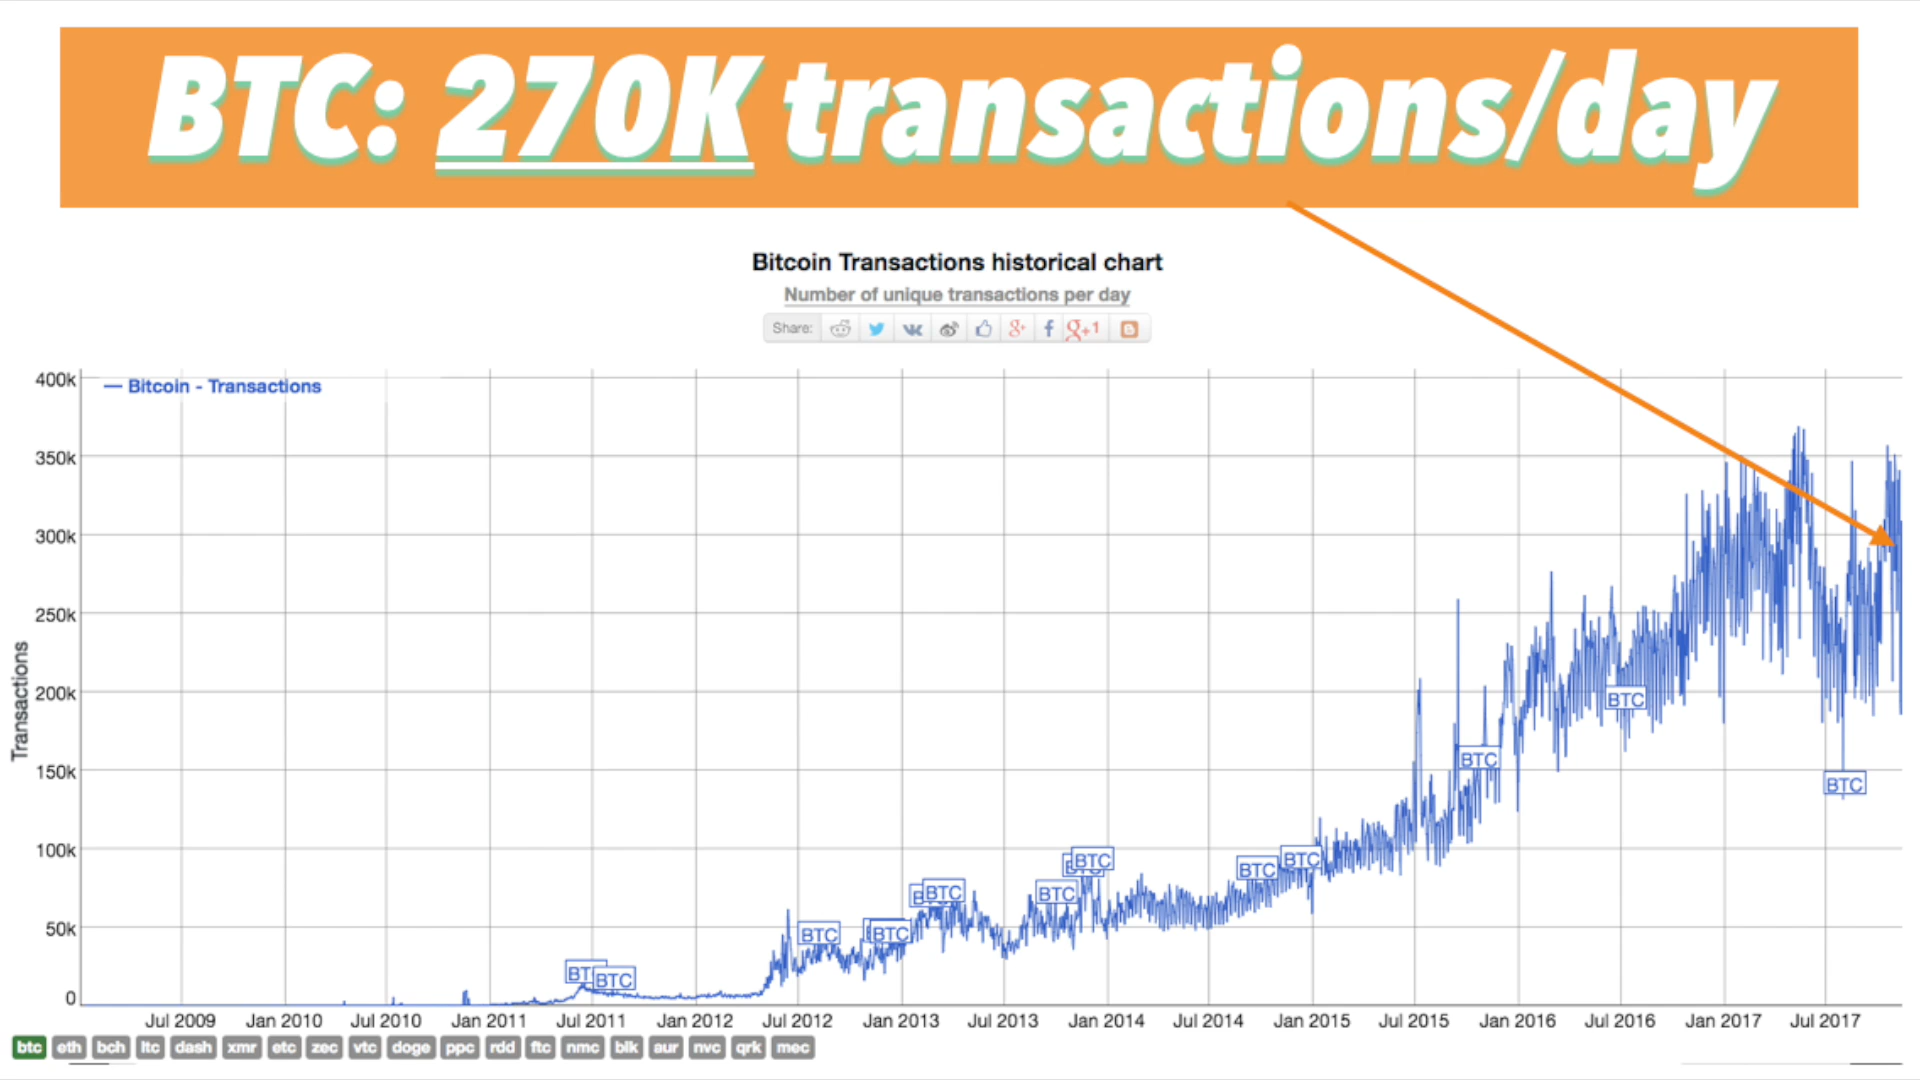 BTC: 270K transactions/day
Bitcoin Transactions historical chart
Number of unique transactions per day
Share: +1
Bitcoin - Transactions
400k
350k
300k
250k
200k
150k
100k
50k
0
Transactions
BTC
BTC
BTC
BTC
BTC
BTC
BTC
BTC
BTC
BTC
BTC
BTC
Jul 2009 Jan 2010 Jul 2010 Jan 2011 Jul 2011 Jan 2012 Jul 2012 Jan 2013 Jul 2013 Jan 2014 Jul 2014 Jan 2015 Jul 2015 Jan 2016 Jul 2016 Jan 2017 Jul 2017
btc eth bch ltc dash xmr etc zec vtc doge ppc rdd ftc nmc blk aur nvc qrk mec